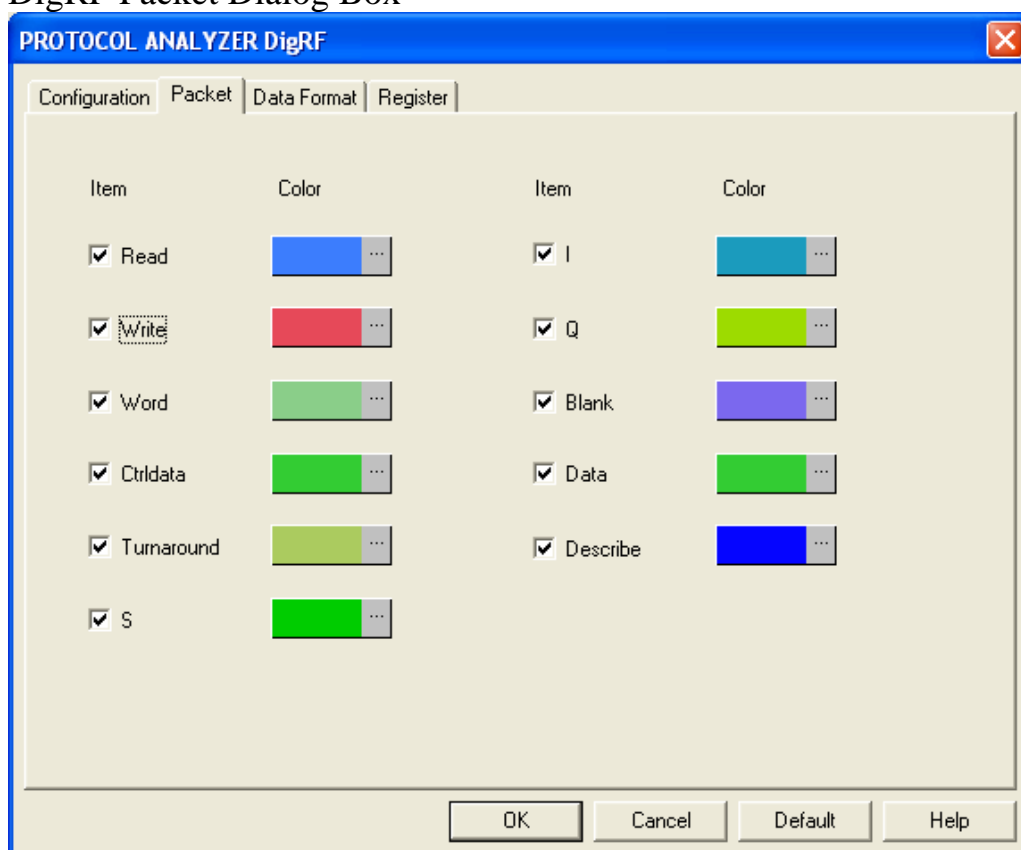 DigRF Packet Dialog Box
PROTOCOL ANALYZER DigRF
Configuration Packet Data Format Register
Item Color Item Color
Read ... I ...
Write ... Q ...
Word ... Blank ...
Ctrldata ... Data ...
Turnaround ... Describe ...
S ...
OK Cancel Default Help